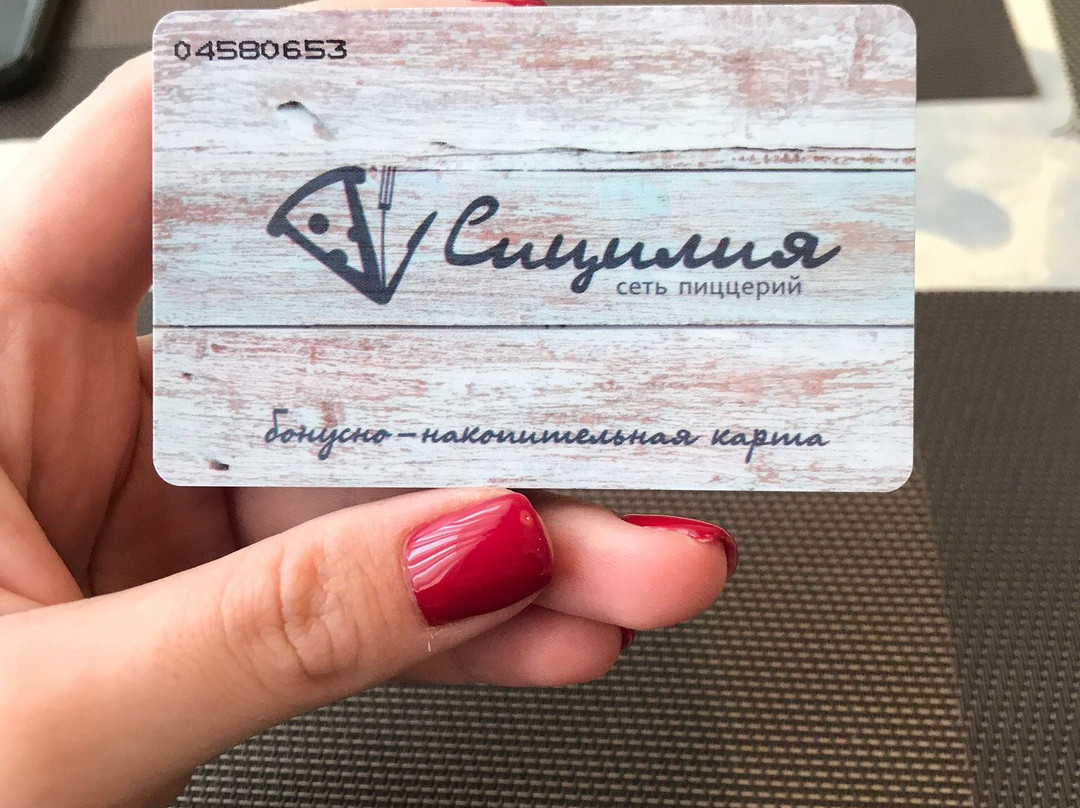 04580653
Сицилия
сеть пиццерий
бонусно-накопительная карта